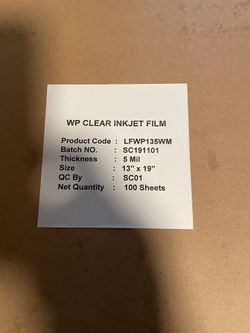 WP CLEAR INKJET FILM
Product Code : LFWP135WM
Batch NO. : SC191101
Thickness : 5 Mil
Size : 13" x 19"
QC By : SC01
Net Quantity : 100 Sheets